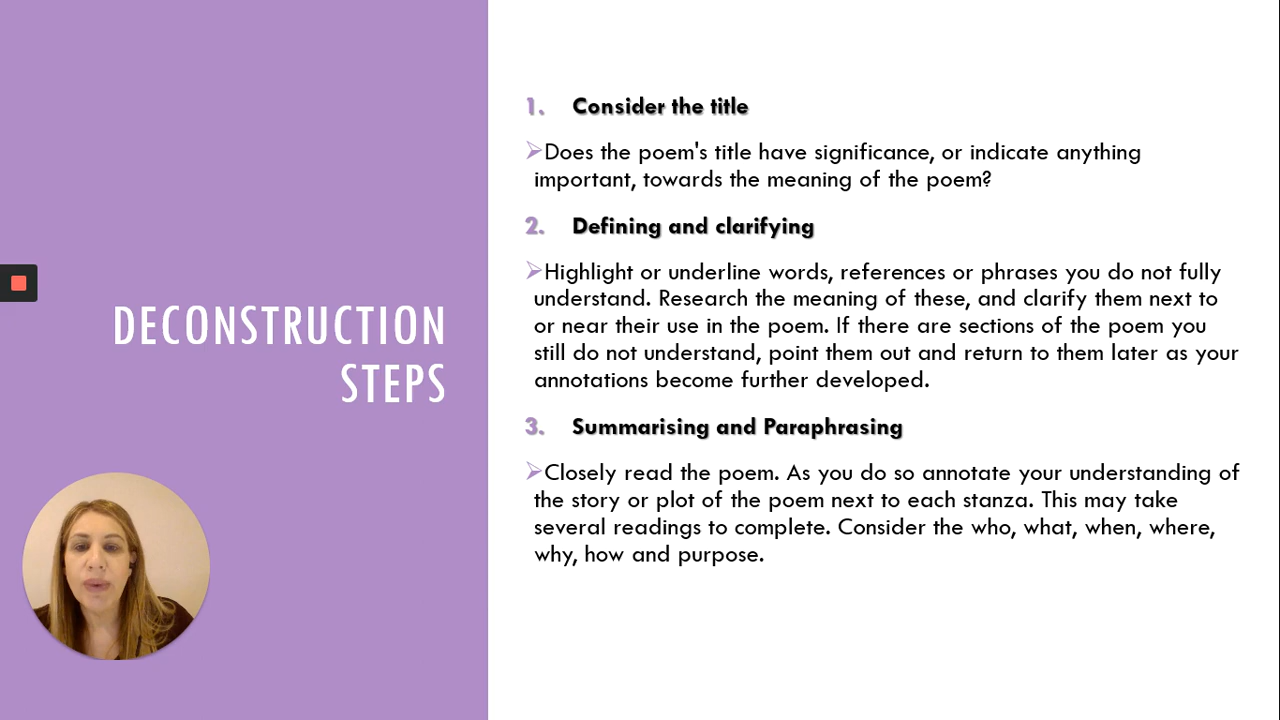 DECONSTRUCTION
STEPS
1. Consider the title
Does the poem's title have significance, or indicate anything
important, towards the meaning of the poem?
2. Defining and clarifying
Highlight or underline words, references or phrases you do not fully
understand. Research the meaning of these, and clarify them next to
or near their use in the poem. If there are sections of the poem you
still do not understand, point them out and return to them later as your
annotations become further developed.
3. Summarising and Paraphrasing
Closely read the poem. As you do so annotate your understanding of
the story or plot of the poem next to each stanza. This may take
several readings to complete. Consider the who, what, when, where,
why, how and purpose.